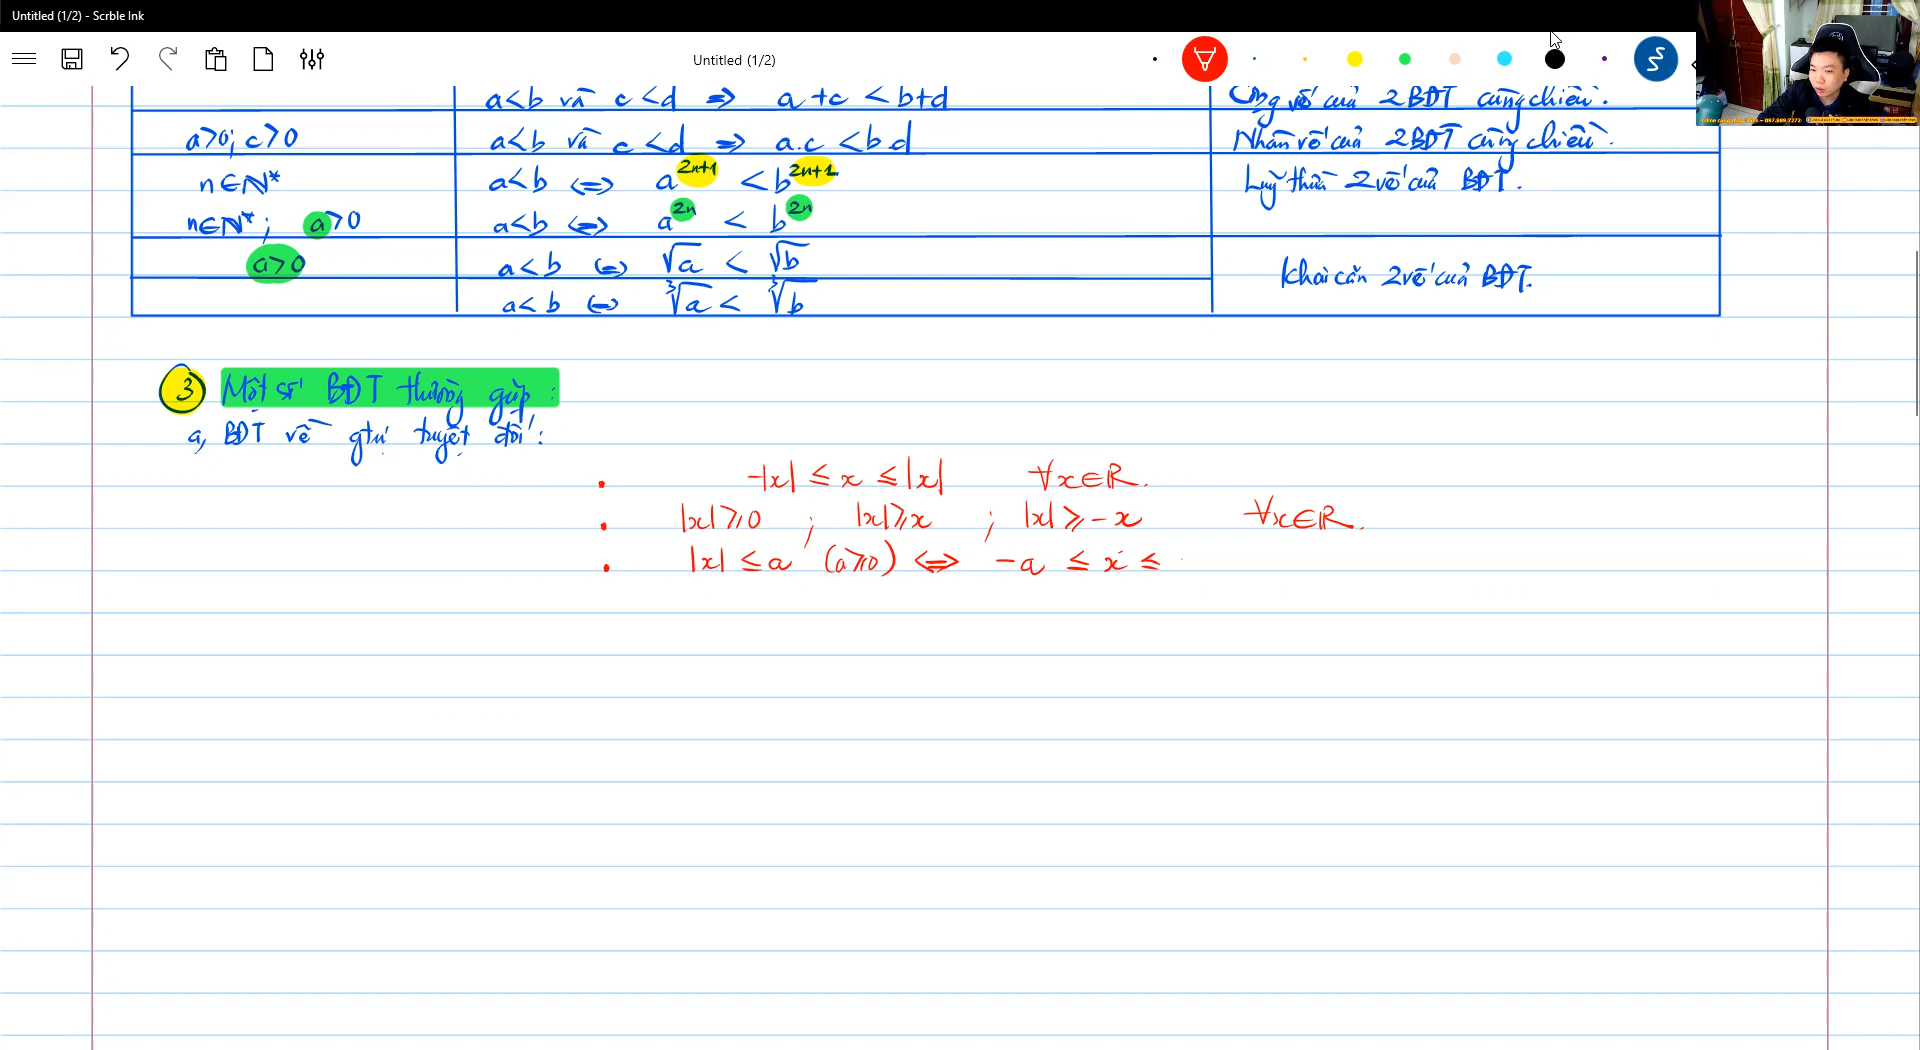 Untitled (1/2) - Scrble Ink
Untitled (1/2)
a<b và c<d ⇒ a+c<b+d
Cộng vế của 2 BĐT cùng chiều.
a>0; c>0
a<b và c<d ⇒ a.c<b.d
Nhân vế của 2 BĐT cùng chiều.
n∈ℕ*
a<b ⇔ a^{2n+1} < b^{2n+1}
Luỹ thừa 2 vế của BĐT.
n∈ℕ*; a>0
a<b ⇔ a^{2n} < b^{2n}
a>0
a<b ⇔ √a < √b
Khai căn 2 vế của BĐT.
a<b ⇔ ∛a < ∛b
3 Một số BĐT thường gặp:
a, BĐT về gtrị tuyệt đối:
• -|x| ≤ x ≤ |x| ∀x∈ℝ.
• |x| ⩾ 0 ; |x| ⩾ x ; |x| ⩾ -x ∀x∈ℝ.
• |x| ≤ a (a⩾0) ⇔ -a ≤ x ≤